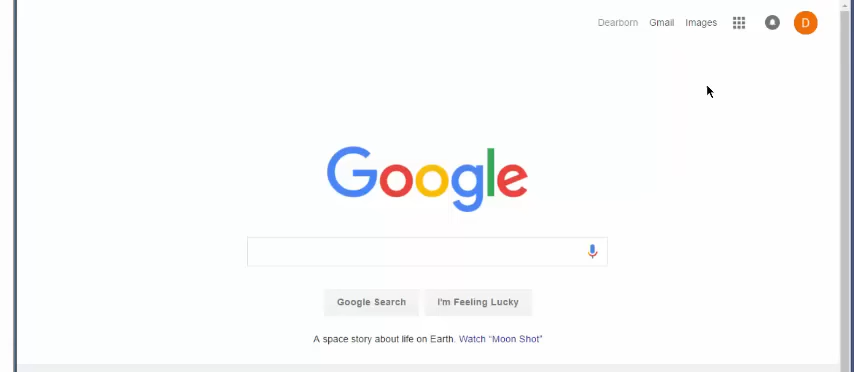 Dearborn Gmail Images D
Google
Google Search I'm Feeling Lucky
A space story about life on Earth. Watch “Moon Shot”